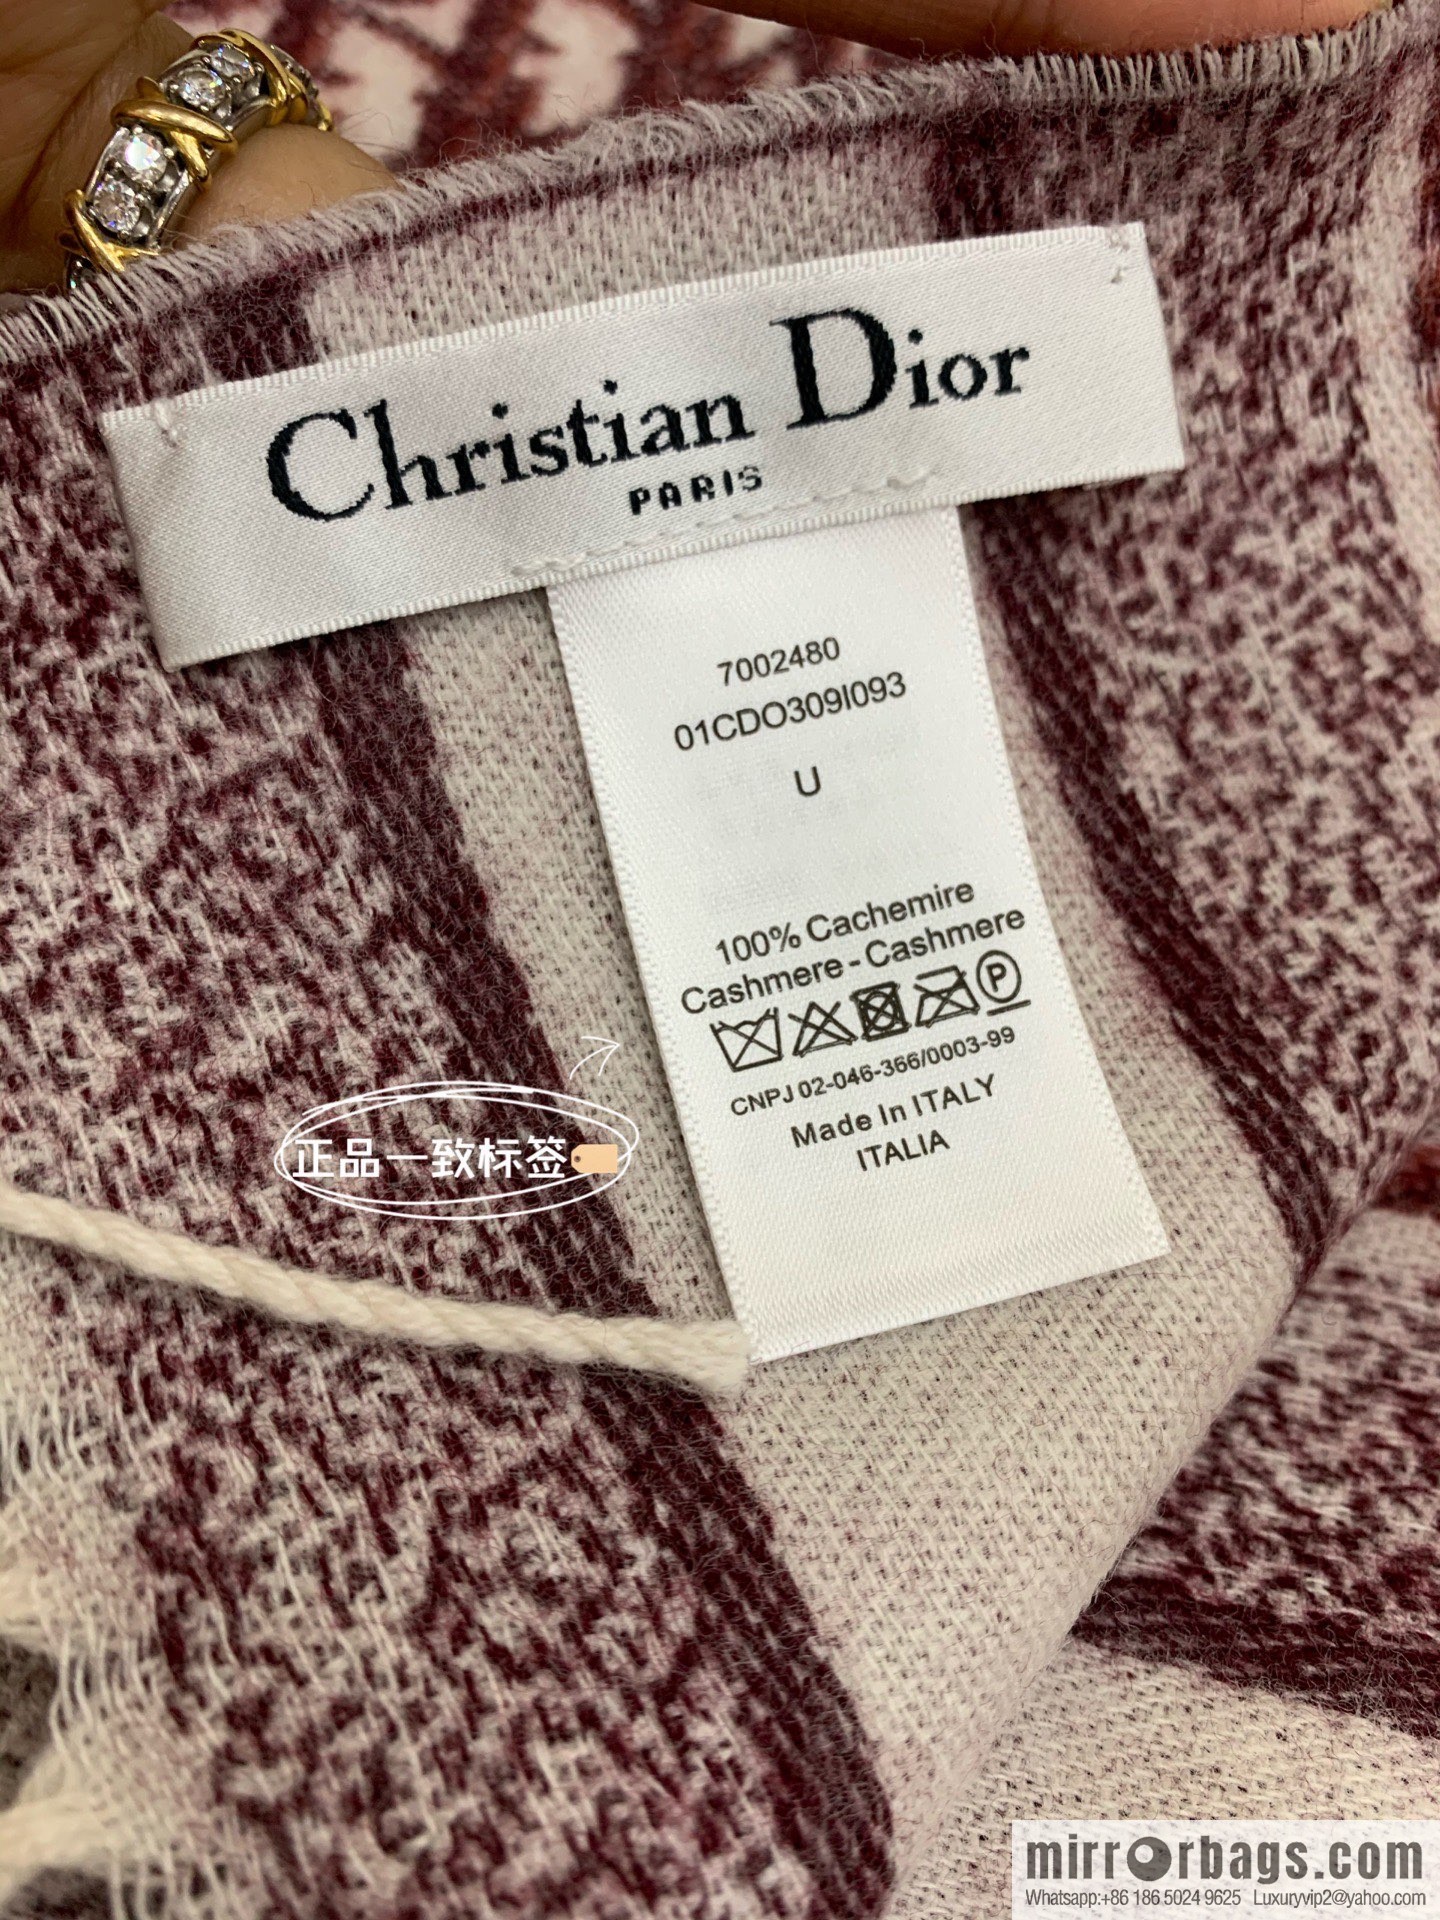 Christian Dior
PARIS
7002480
01CDO309I093
U
100% Cachemire
Cashmere-Cashmere
P
CNPJ 02-046-366/0003-99
Made In ITALY
ITALIA
正品一致标签
mirrorbags.com
Whatsapp:+86 186 5024 9625 Luxuryvip2@yahoo.com